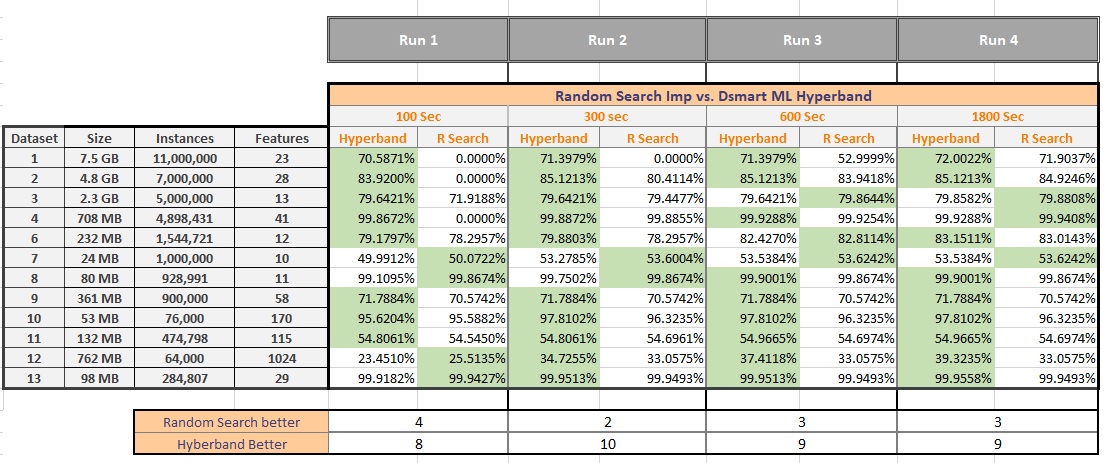 Run 1 Run 2 Run 3 Run 4
Random Search Imp vs. Dsmart ML Hyperband
100 Sec 300 sec 600 Sec 1800 Sec
Dataset Size Instances Features Hyperband R Search Hyperband R Search Hyperband R Search Hyperband R Search
1 7.5 GB 11,000,000 23 70.5871% 0.0000% 71.3979% 0.0000% 71.3979% 52.9999% 72.0022% 71.9037%
2 4.8 GB 7,000,000 28 83.9200% 0.0000% 85.1213% 80.4114% 85.1213% 83.9418% 85.1213% 84.9246%
3 2.3 GB 5,000,000 13 79.6421% 71.9188% 79.6421% 79.4477% 79.6421% 79.8644% 79.8582% 79.8808%
4 708 MB 4,898,431 41 99.8672% 0.0000% 99.8872% 99.8855% 99.9288% 99.9254% 99.9288% 99.9408%
6 232 MB 1,544,721 12 79.1797% 78.2957% 79.8803% 78.2957% 82.4270% 82.8114% 83.1511% 83.0143%
7 24 MB 1,000,000 10 49.9912% 50.0722% 53.2785% 53.6004% 53.5384% 53.6242% 53.5384% 53.6242%
8 80 MB 928,991 11 99.1095% 99.8674% 99.7502% 99.8674% 99.9001% 99.8674% 99.9001% 99.8674%
9 361 MB 900,000 58 71.7884% 70.5742% 71.7884% 70.5742% 71.7884% 70.5742% 71.7884% 70.5742%
10 53 MB 76,000 170 95.6204% 95.5882% 97.8102% 96.3235% 97.8102% 96.3235% 97.8102% 96.3235%
11 132 MB 474,798 115 54.8061% 54.5450% 54.8061% 54.6961% 54.9665% 54.6974% 54.9665% 54.6974%
12 762 MB 64,000 1024 23.4510% 25.5135% 34.7255% 33.0575% 37.4118% 33.0575% 39.3235% 33.0575%
13 98 MB 284,807 29 99.9182% 99.9427% 99.9513% 99.9493% 99.9513% 99.9493% 99.9558% 99.9493%
Random Search better 4 2 3 3
Hyberband Better 8 10 9 9